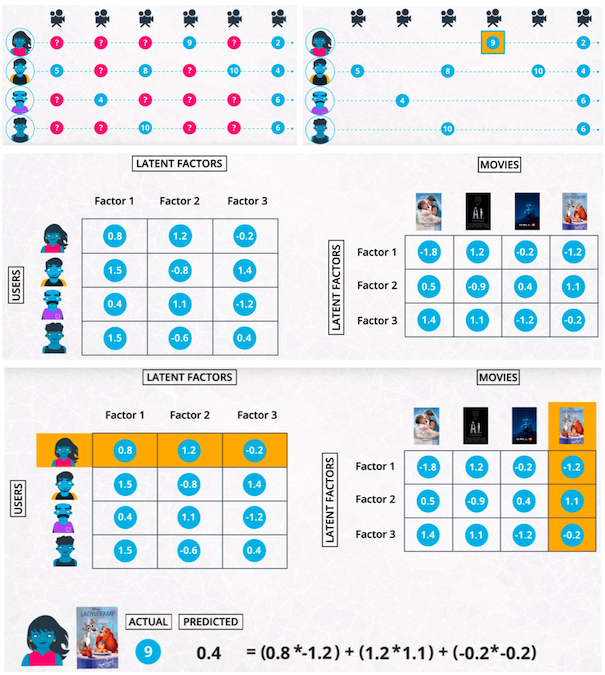 ? ? ? 9 ? 2
5 ? 8 ? 10 4
? 4 ? ? ? 6
? ? 10 ? ? 6
9 2
5 8 10 4
4 6
10 6
LATENT FACTORS
Factor 1 Factor 2 Factor 3
USERS
0.8 1.2 -0.2
1.5 -0.8 1.4
0.4 1.1 -1.2
1.5 -0.6 0.4
MOVIES
A.I.
LATENT FACTORS
Factor 1 -1.8 1.2 -0.2 -1.2
Factor 2 0.5 -0.9 0.4 1.1
Factor 3 1.4 1.1 -1.2 -0.2
LATENT FACTORS
Factor 1 Factor 2 Factor 3
USERS
0.8 1.2 -0.2
1.5 -0.8 1.4
0.4 1.1 -1.2
1.5 -0.6 0.4
MOVIES
A.I.
LATENT FACTORS
Factor 1 -1.8 1.2 -0.2 -1.2
Factor 2 0.5 -0.9 0.4 1.1
Factor 3 1.4 1.1 -1.2 -0.2
ACTUAL PREDICTED
9 0.4 = (0.8*-1.2) + (1.2*1.1) + (-0.2*-0.2)